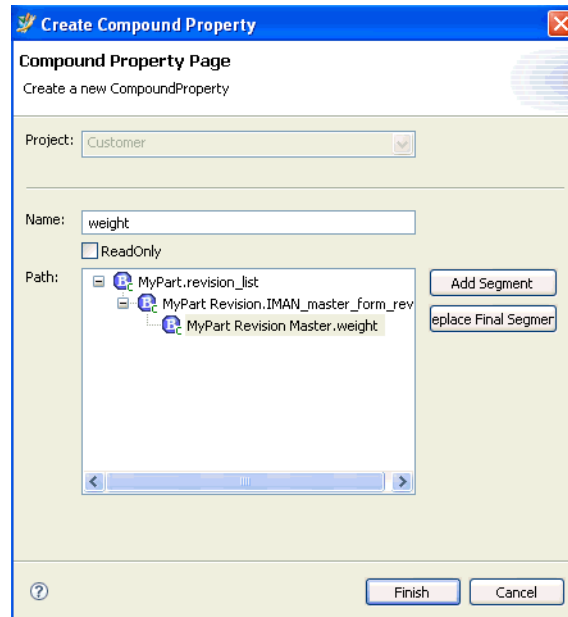 Create Compound Property
Compound Property Page
Create a new CompoundProperty
Project: Customer
Name: weight
ReadOnly
Path: MyPart.revision_list
MyPart Revision.IMAN_master_form_rev
MyPart Revision Master.weight
Add Segment
eplace Final Segmer
Finish Cancel